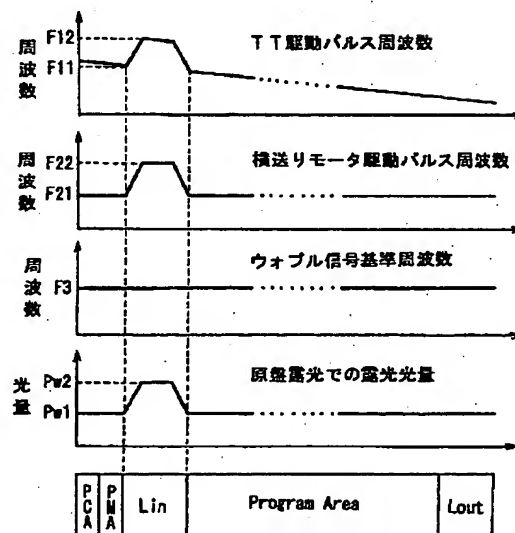 周波数
F12
F11
TT駆動パルス周波数
周波数
F22
F21
横送りモータ駆動パルス周波数
周波数
F3
ウォブル信号基準周波数
光量
Pw2
Pw1
原盤露光での露光光量
PCA
PMA
Lin
Program Area
Lout